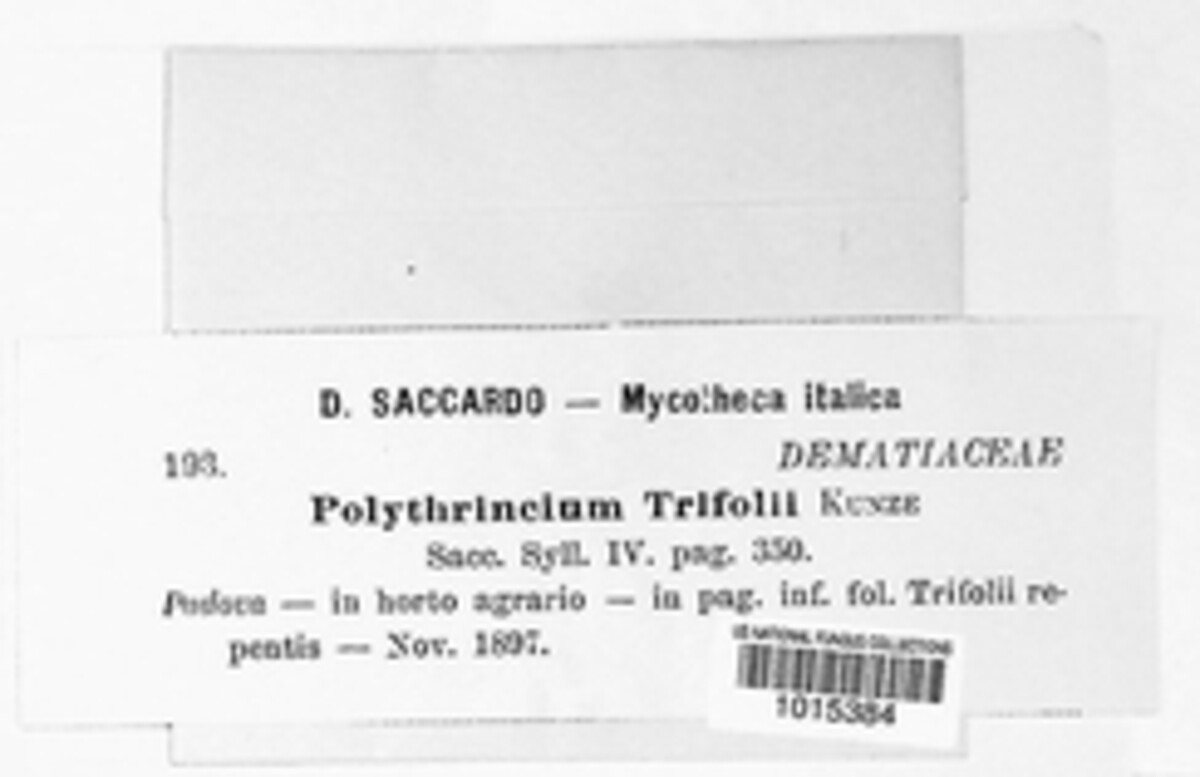 D. SACCARDO — Mycotheca italica
193.
DEMATIACEAE
Polythrincium Trifolii KUNZE
Sacc. Syll. IV. pag. 350.
Padova — in horto agrario — in pag. inf. fol. Trifolii re-
pentis — Nov. 1897.
US NATIONAL FUNGUS COLLECTIONS
1015384